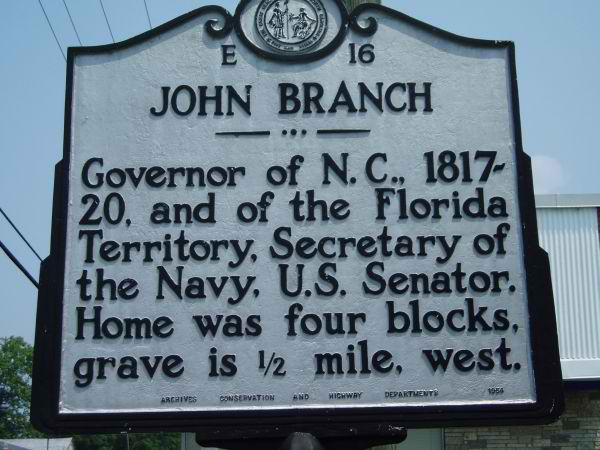 E 16
JOHN BRANCH
Governor of N.C., 1817-
20, and of the Florida
Territory, Secretary of
the Navy, U.S. Senator.
Home was four blocks,
grave is 1/2 mile, west.
ARCHIVES CONSERVATION AND HIGHWAY DEPARTMENTS 1954